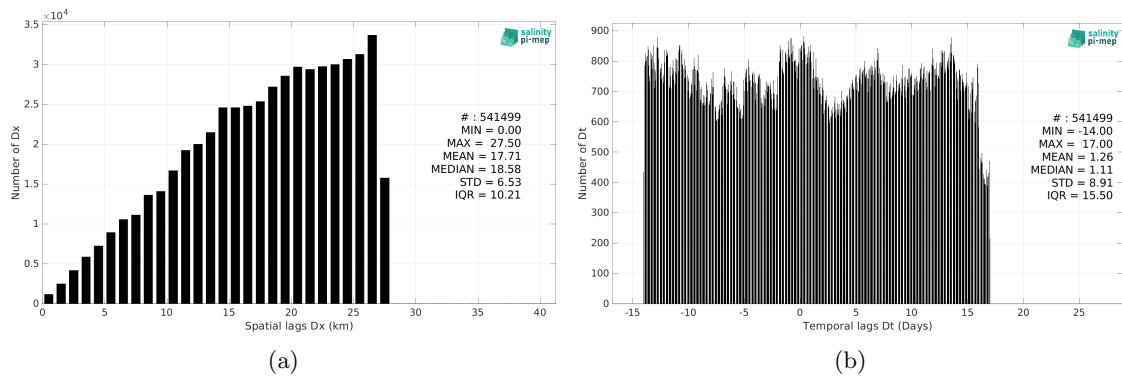 ×10⁴
3.5
3
2.5
2
1.5
1
0.5
0
Number of Dx
salinity
pi-mep
# : 541499
MIN = 0.00
MAX = 27.50
MEAN = 17.71
MEDIAN = 18.58
STD = 6.53
IQR = 10.21
0 5 10 15 20 25 30 35 40
Spatial lags Dx (km)
(a)
900
800
700
600
500
400
300
200
100
0
Number of Dt
salinity
pi-mep
# : 541499
MIN = -14.00
MAX = 17.00
MEAN = 1.26
MEDIAN = 1.11
STD = 8.91
IQR = 15.50
-15 -10 -5 0 5 10 15 20 25
Temporal lags Dt (Days)
(b)